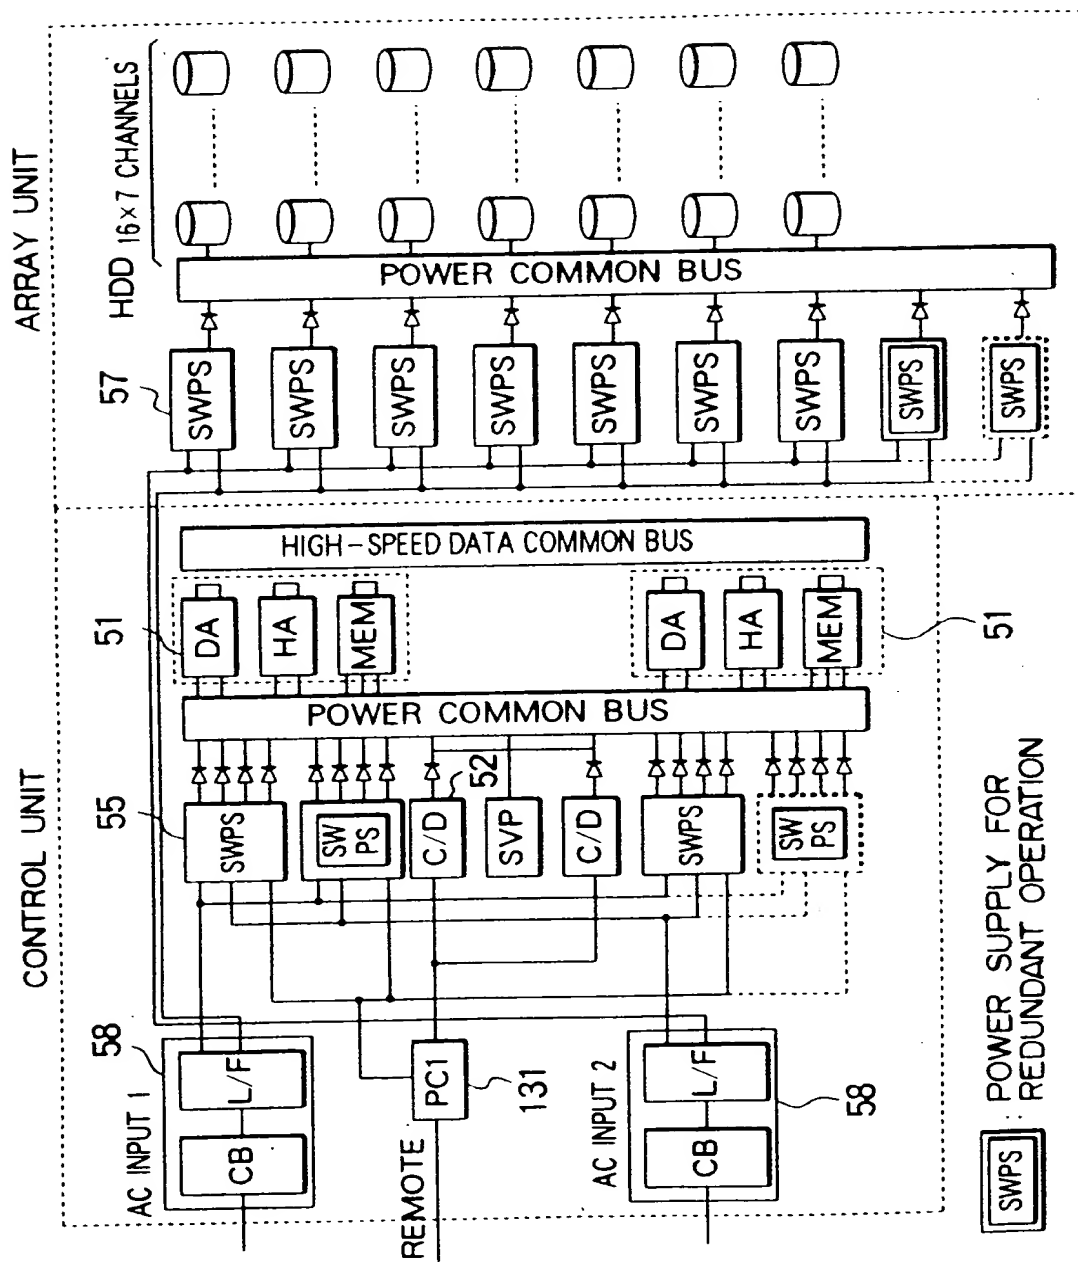 ARRAY UNIT
HDD 16×7 CHANNELS
POWER COMMON BUS
57
SWPS
SWPS
SWPS
SWPS
SWPS
SWPS
SWPS
SWPS
SWPS
CONTROL UNIT
HIGH-SPEED DATA COMMON BUS
51
DA
HA
MEM
DA
HA
MEM
51
POWER COMMON BUS
55
52
SWPS
SW
PS
C/D
SVP
C/D
SWPS
SW
PS
58
AC INPUT 1
L/F
CB
PC1
131
REMOTE
AC INPUT 2
L/F
CB
58
SWPS
: POWER SUPPLY FOR
REDUNDANT OPERATION